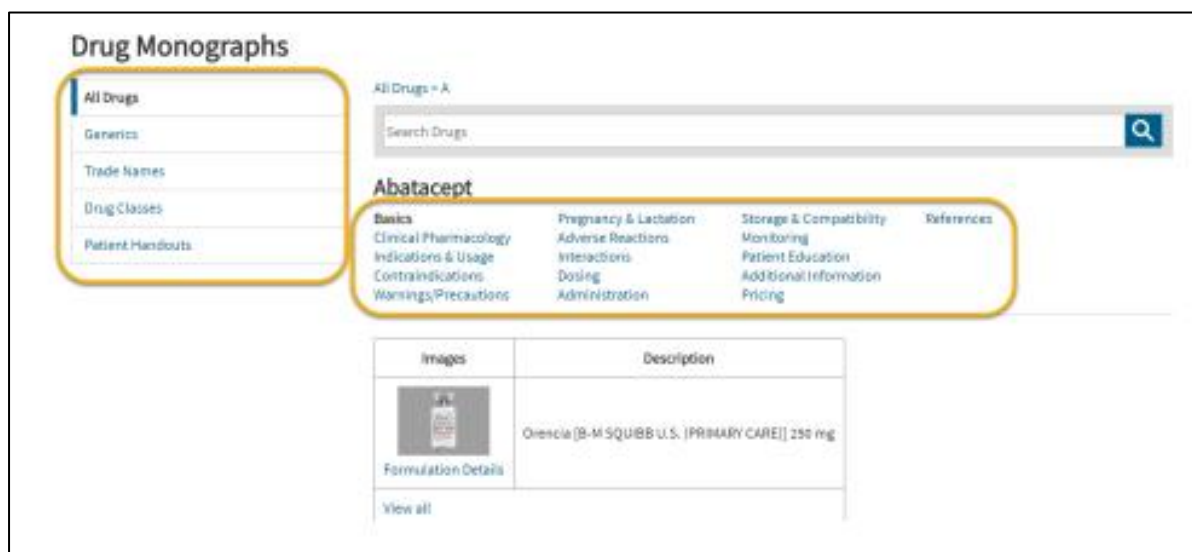 Drug Monographs
All Drugs
Generics
Trade Names
Drug Classes
Patient Handouts
All Drugs > A
Search Drugs
Abatacept
Basics
Clinical Pharmacology
Indications & Usage
Contraindications
Warnings/Precautions
Pregnancy & Lactation
Adverse Reactions
Interactions
Dosing
Administration
Storage & Compatibility
Monitoring
Patient Education
Additional Information
Pricing
References
Images Description
Orencia [B-M SQUIBB U.S. (PRIMARY CARE)] 250 mg
Formulation Details
View all